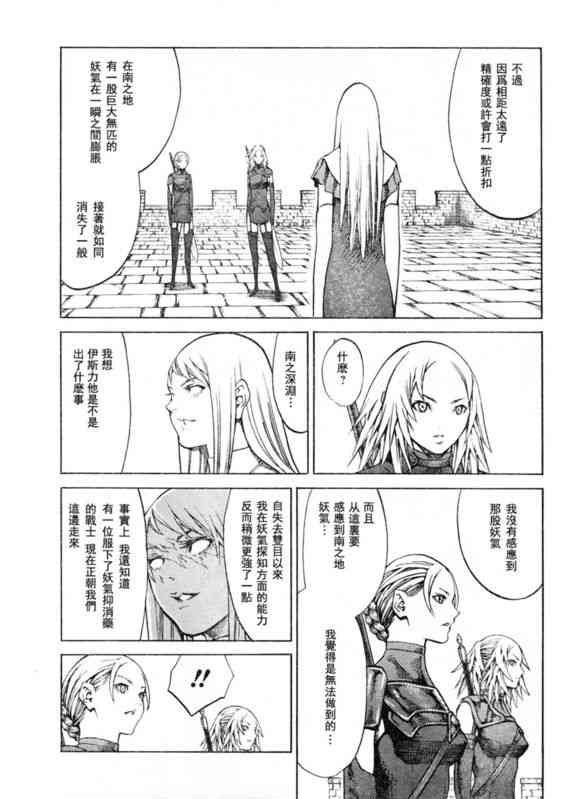 不過
因爲相距太遠了
精確度或許會打一點折扣
在南之地
有一股巨大無匹的
妖氣在一瞬之間膨脹
接著就如同
消失了一般
什麽?
南之深淵…
我想
伊斯力他是不是
出了什麽事
我沒有感應到
那股妖氣
而且
从這裏要
感應到南之地
妖氣…
我覺得是無法做到的…
自失去雙目以來
我在妖氣探知方面的能力
反而稍微更強了一點
事實上 我還知道
有一位服下了妖氣抑消藥
的戰士 現在正朝我們
這邊走來
!!